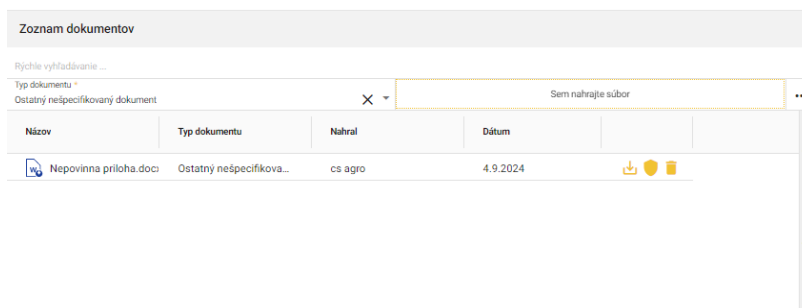 Zoznam dokumentov
Rýchle vyhľadávanie ...
Typ dokumentu *
Ostatný nešpecifikovaný dokument
Sem nahrajte súbor
Názov Typ dokumentu Nahral Dátum
Nepovinna priloha.doc Ostatný nešpecifikova... cs agro 4.9.2024